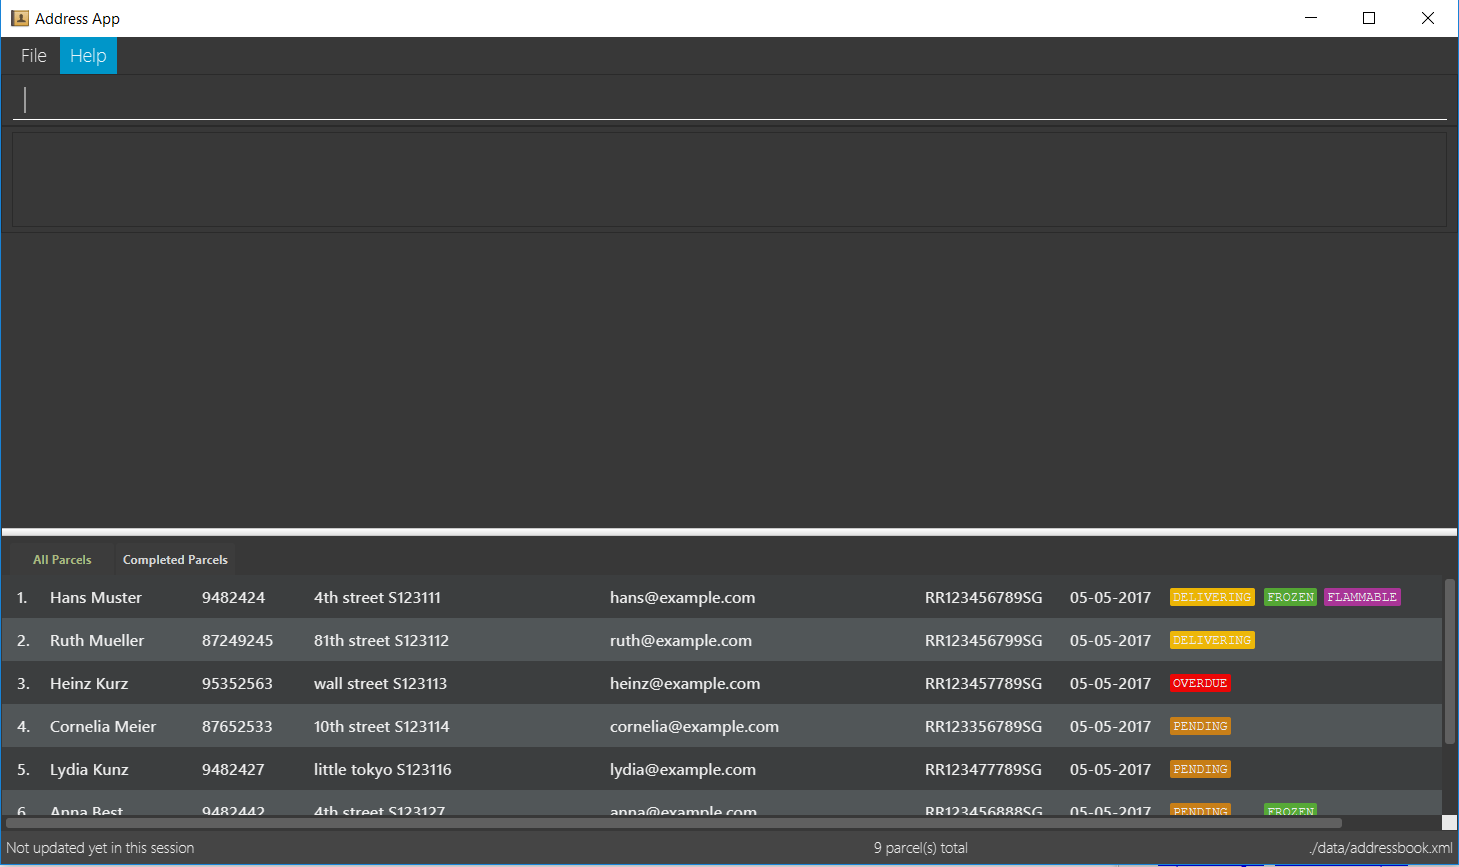 Address App
File Help
All Parcels Completed Parcels
1. Hans Muster 9482424 4th street S123111 hans@example.com RR123456789SG 05-05-2017 DELIVERING FROZEN FLAMMABLE
2. Ruth Mueller 87249245 81th street S123112 ruth@example.com RR123456799SG 05-05-2017 DELIVERING
3. Heinz Kurz 95352563 wall street S123113 heinz@example.com RR123457789SG 05-05-2017 OVERDUE
4. Cornelia Meier 87652533 10th street S123114 cornelia@example.com RR123356789SG 05-05-2017 PENDING
5. Lydia Kunz 9482427 little tokyo S123116 lydia@example.com RR123477789SG 05-05-2017 PENDING
6. Anna Best 9482442 4th street S123127 anna@example.com RR123456888SG 05-05-2017 PENDING FROZEN
Not updated yet in this session 9 parcel(s) total ./data/addressbook.xml